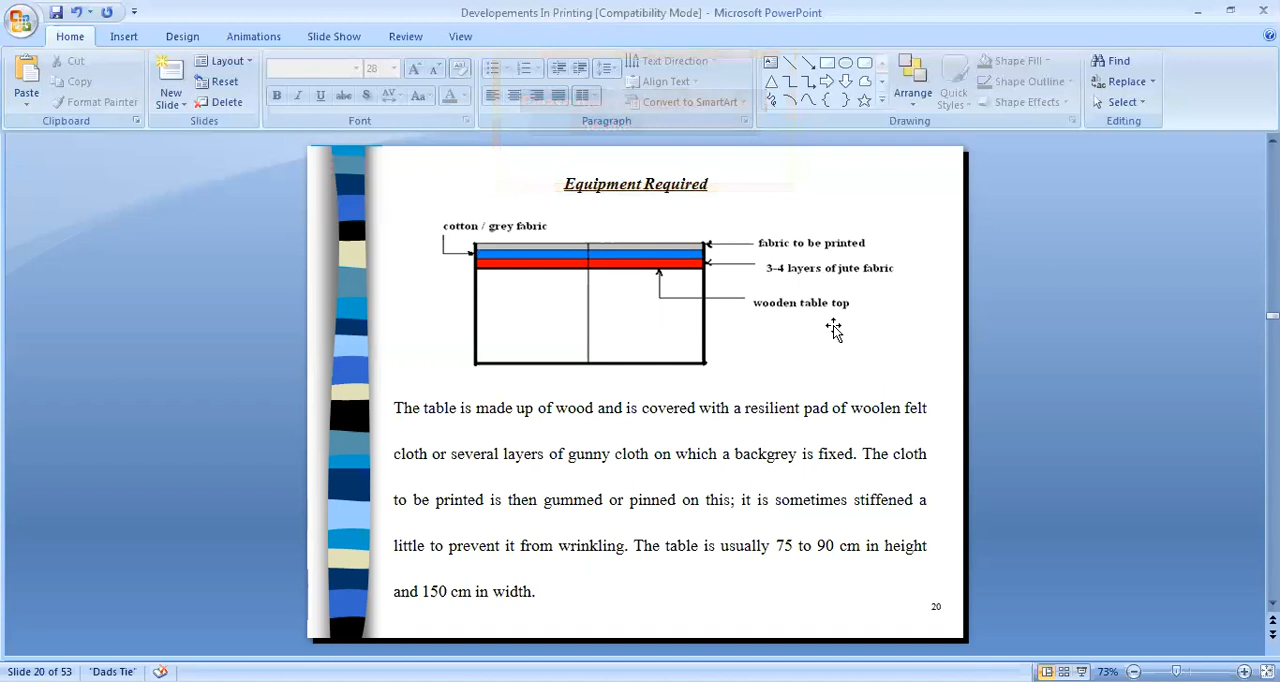 Developements In Printing [Compatibility Mode] - Microsoft PowerPoint
Home Insert Design Animations Slide Show Review View
Paste
Cut
Copy
Format Painter
Clipboard
New Slide
Layout
Reset
Delete
Slides
28
B I U abc S AV Aa A
Font
Text Direction
Align Text
Convert to SmartArt
Paragraph
Arrange
Quick Styles
Shape Fill
Shape Outline
Shape Effects
Drawing
Find
Replace
Select
Editing
Equipment Required
cotton / grey fabric
fabric to be printed
3-4 layers of jute fabric
wooden table top
The table is made up of wood and is covered with a resilient pad of woolen felt
cloth or several layers of gunny cloth on which a backgrey is fixed. The cloth
to be printed is then gummed or pinned on this; it is sometimes stiffened a
little to prevent it from wrinkling. The table is usually 75 to 90 cm in height
and 150 cm in width.
20
Slide 20 of 53
'Dads Tie'
73%